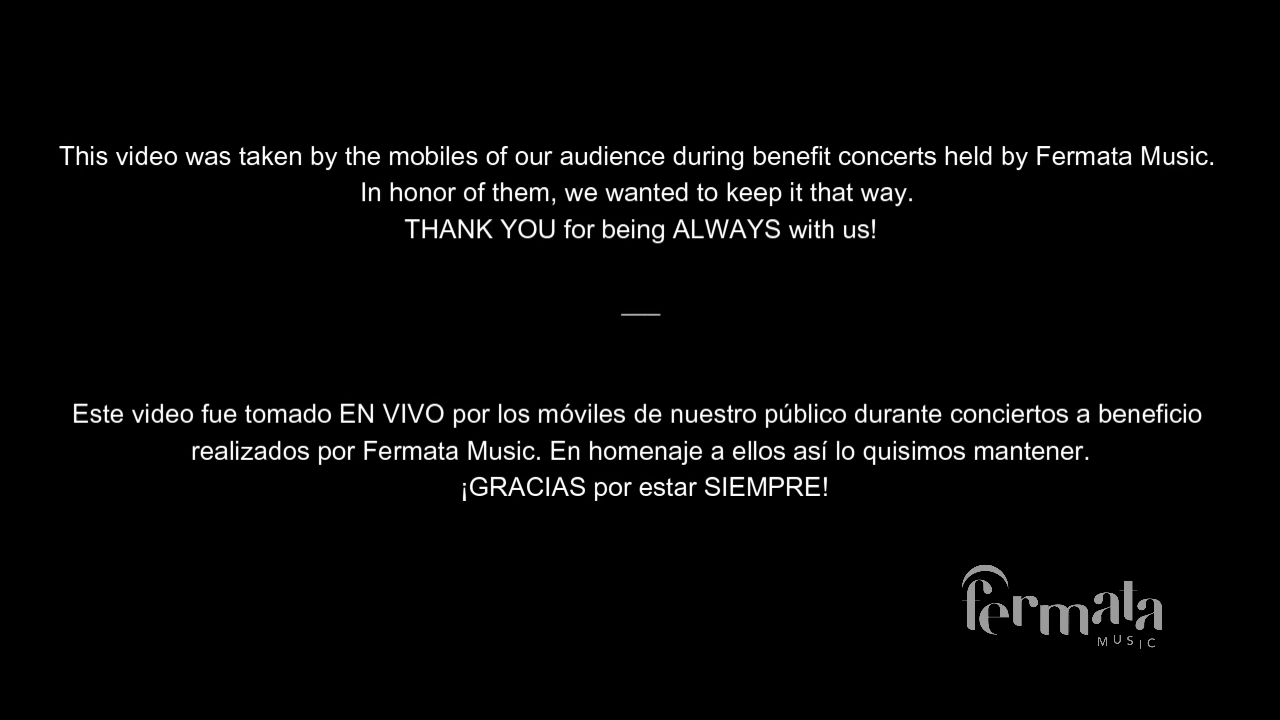 This video was taken by the mobiles of our audience during benefit concerts held by Fermata Music.
In honor of them, we wanted to keep it that way.
THANK YOU for being ALWAYS with us!
Este video fue tomado EN VIVO por los móviles de nuestro público durante conciertos a beneficio
realizados por Fermata Music. En homenaje a ellos así lo quisimos mantener.
¡GRACIAS por estar SIEMPRE!
fermata
MUSIC